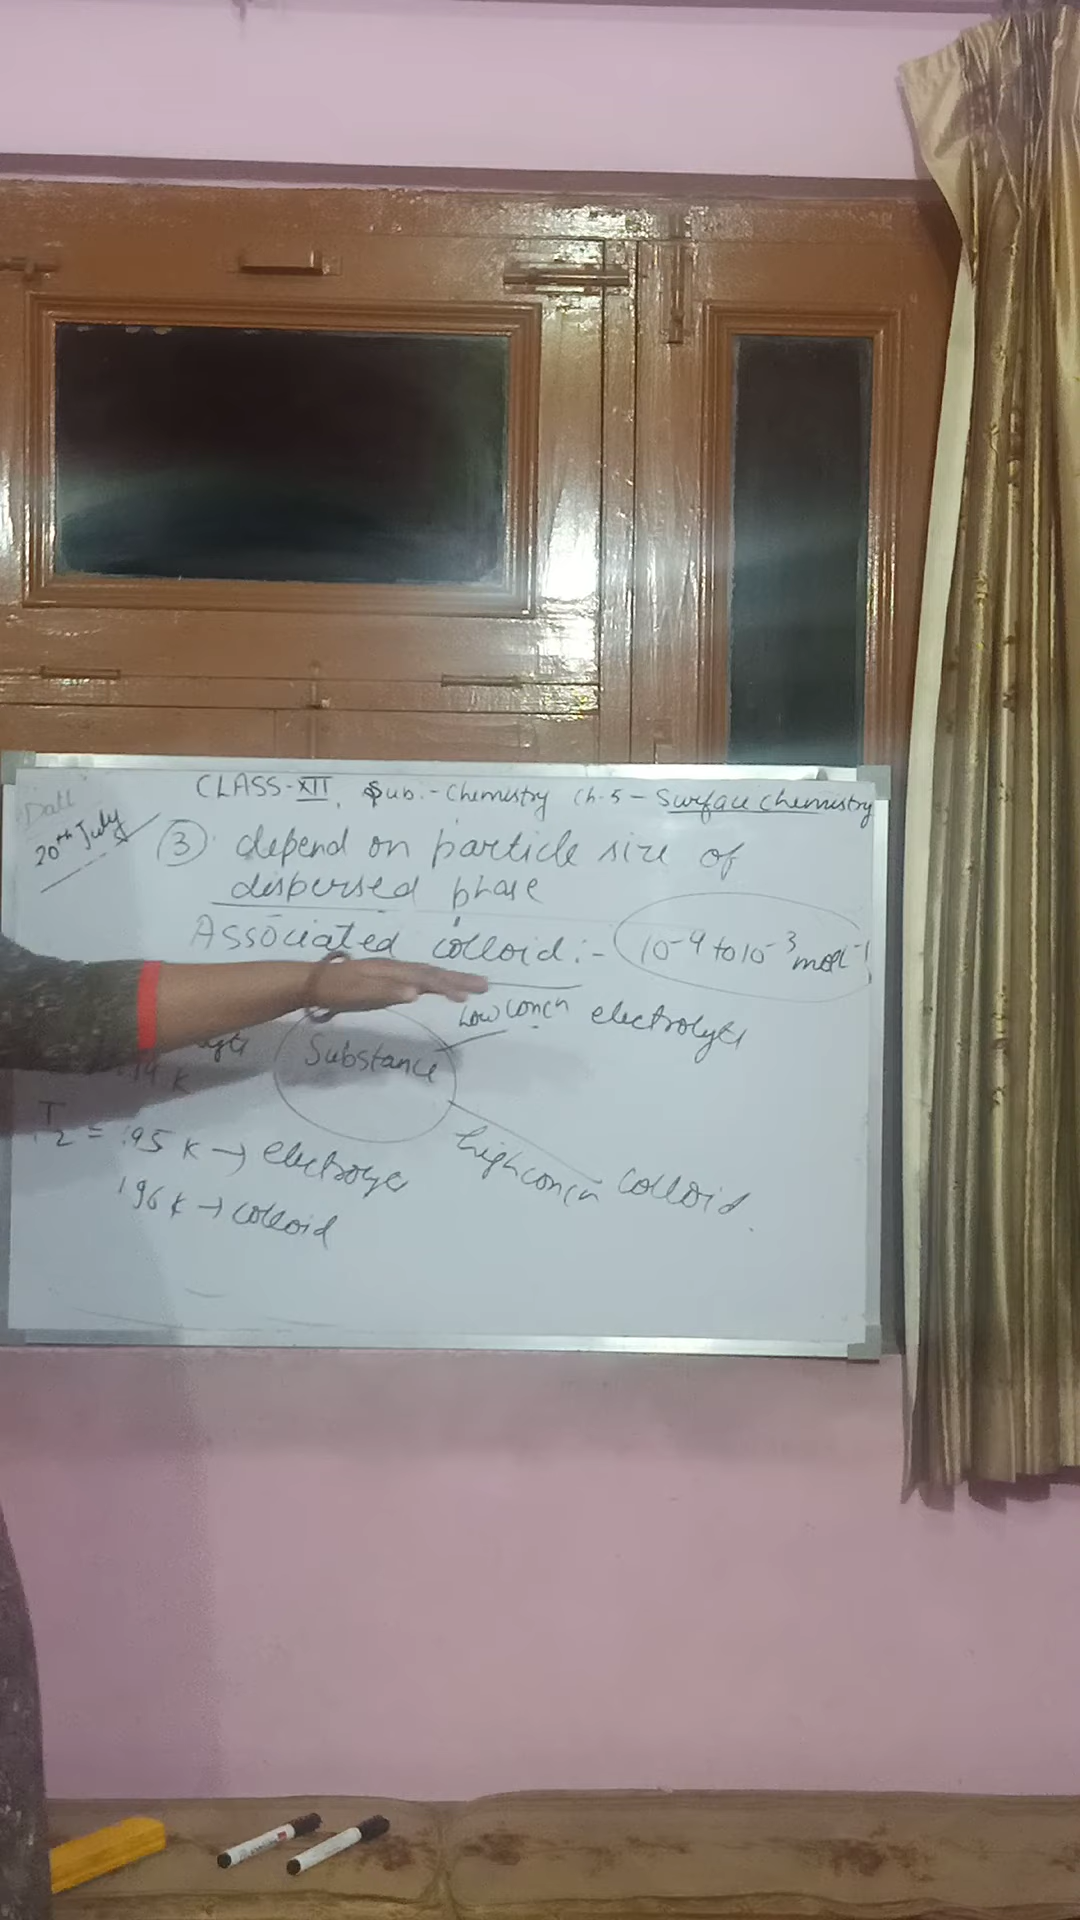 Date
20th July
CLASS-XII, Sub:- Chemistry Ch-5 - Surface Chemistry
③ depend on particle size of
dispersed phase
Associated colloid :- 10⁻⁹ to 10⁻³ mol⁻¹
Low concn electrolyte
Substance
K
T₂ = 195 K → electrolye
high concn colloid.
196 K → colloid